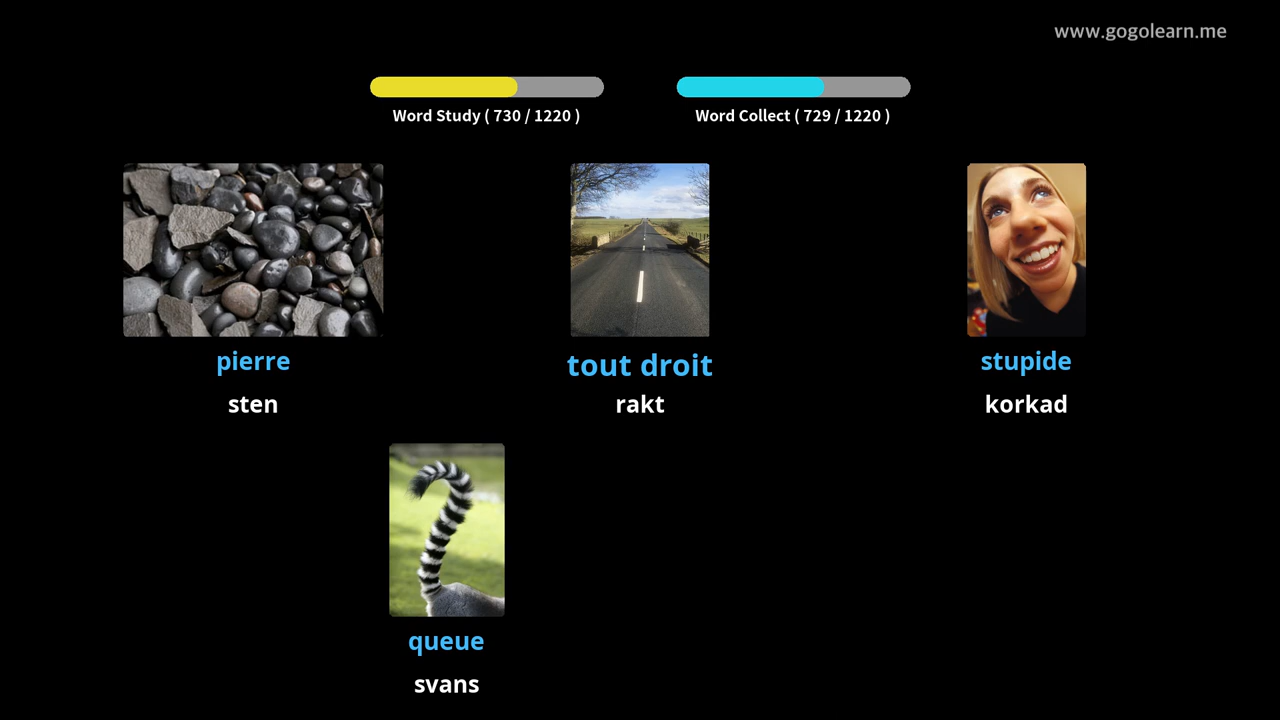 www.gogolearn.me
Word Study ( 730 / 1220 )
Word Collect ( 729 / 1220 )
pierre
sten
tout droit
rakt
stupide
korkad
queue
svans